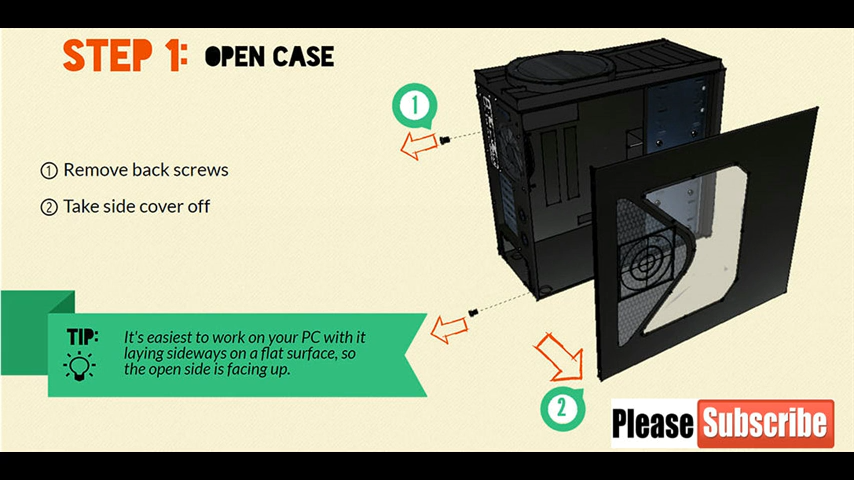 STEP 1: OPEN CASE
1 Remove back screws
2 Take side cover off
1
TIP:
It's easiest to work on your PC with it
laying sideways on a flat surface, so
the open side is facing up.
2
Please Subscribe